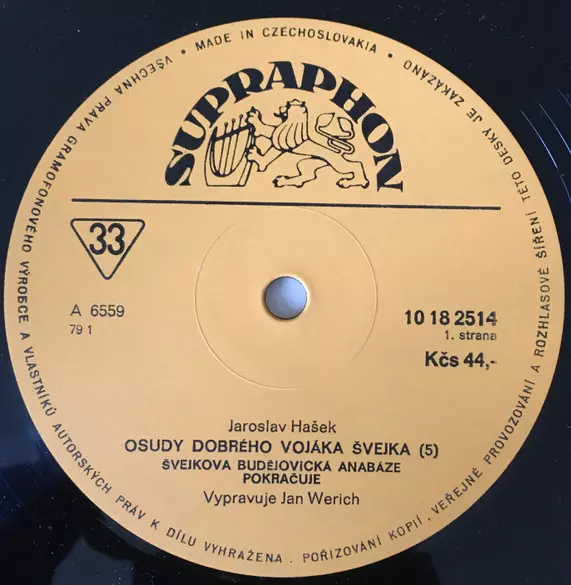 MADE IN CZECHOSLOVAKIA • VŠECHNA PRÁVA GRAMOFONOVÉHO VÝROBCE A VLASTNÍKŮ AUTORSKÝCH PRÁV K DÍLU VYHRAŽENA . POŘIZOVÁNÍ KOPIÍ , VEŘEJNÉ PROVOZOVÁNÍ A ROZHLASOVÉ ŠÍŘENÍ TÉTO DESKY JE ZAKÁZÁNO •
SUPRAPHON
33
A 6559
79 1
10 18 2514
1. strana
Kčs 44,-
Jaroslav Hašek
OSUDY DOBRÉHO VOJÁKA ŠVEJKA (5)
ŠVEJKOVA BUDĚJOVICKÁ ANABÁZE
POKRAČUJE
Vypravuje Jan Werich